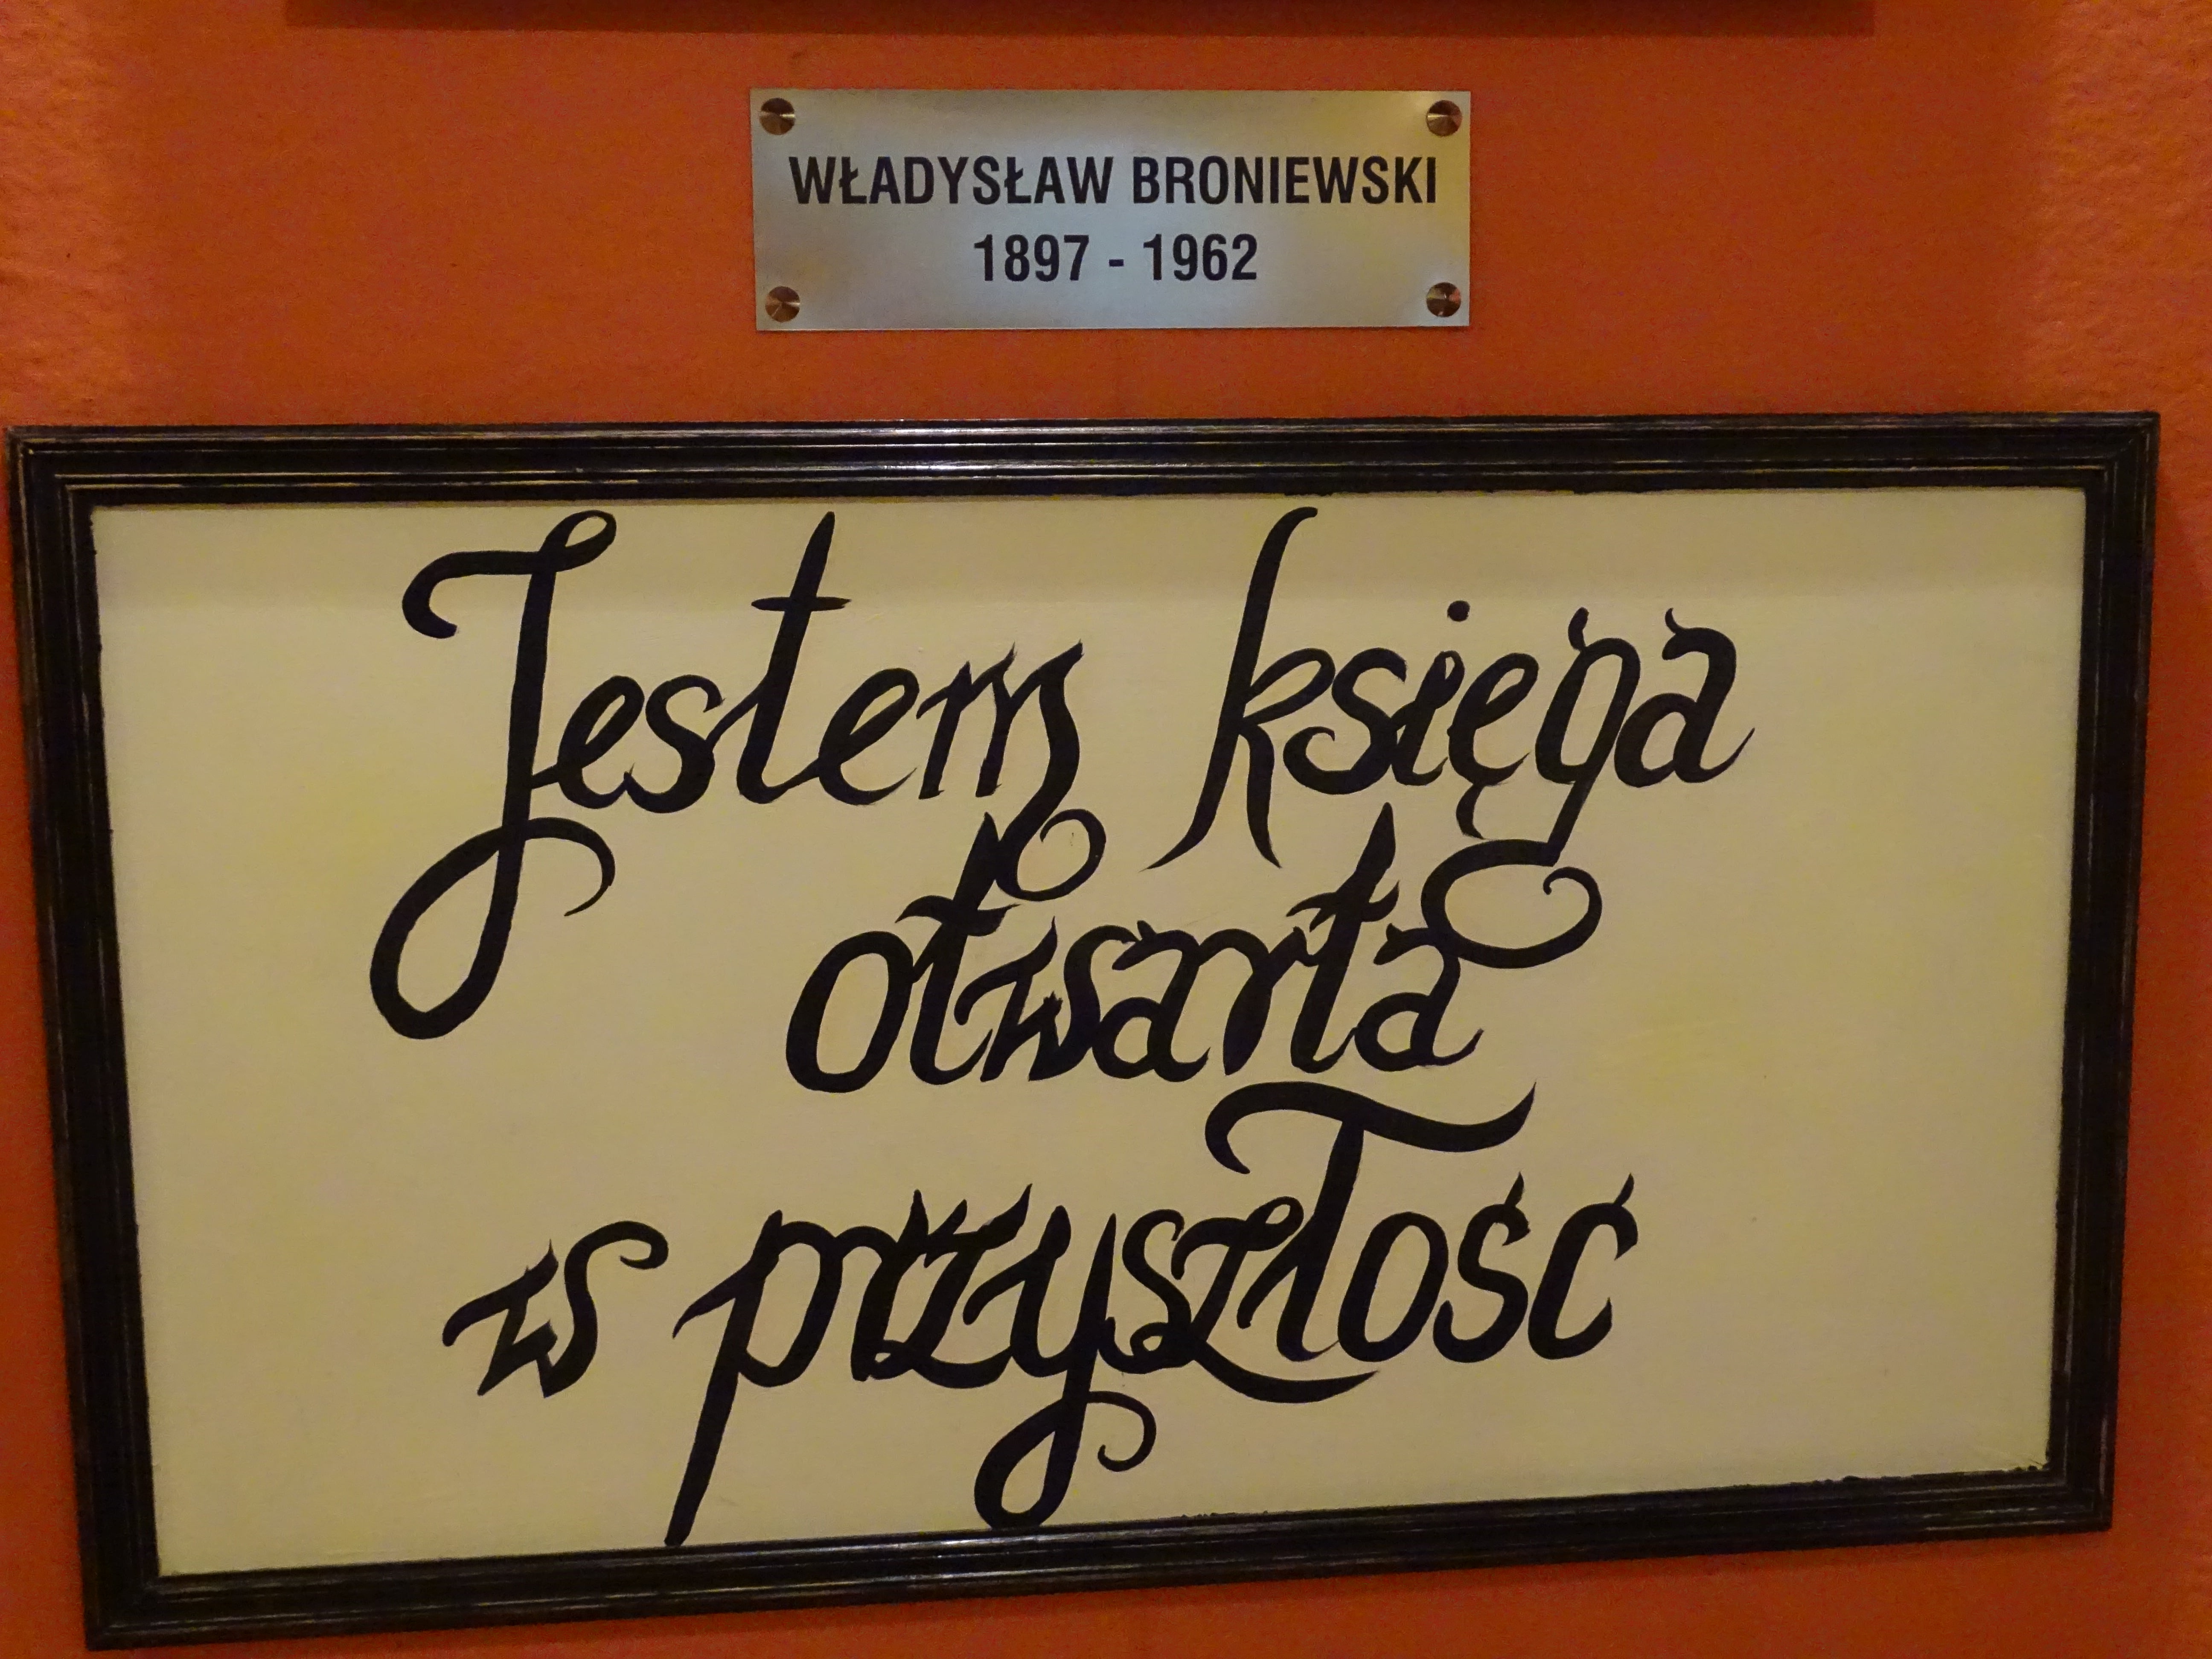 WŁADYSŁAW BRONIEWSKI
1897 - 1962
Jestem księga
otwarta
w przyszłość